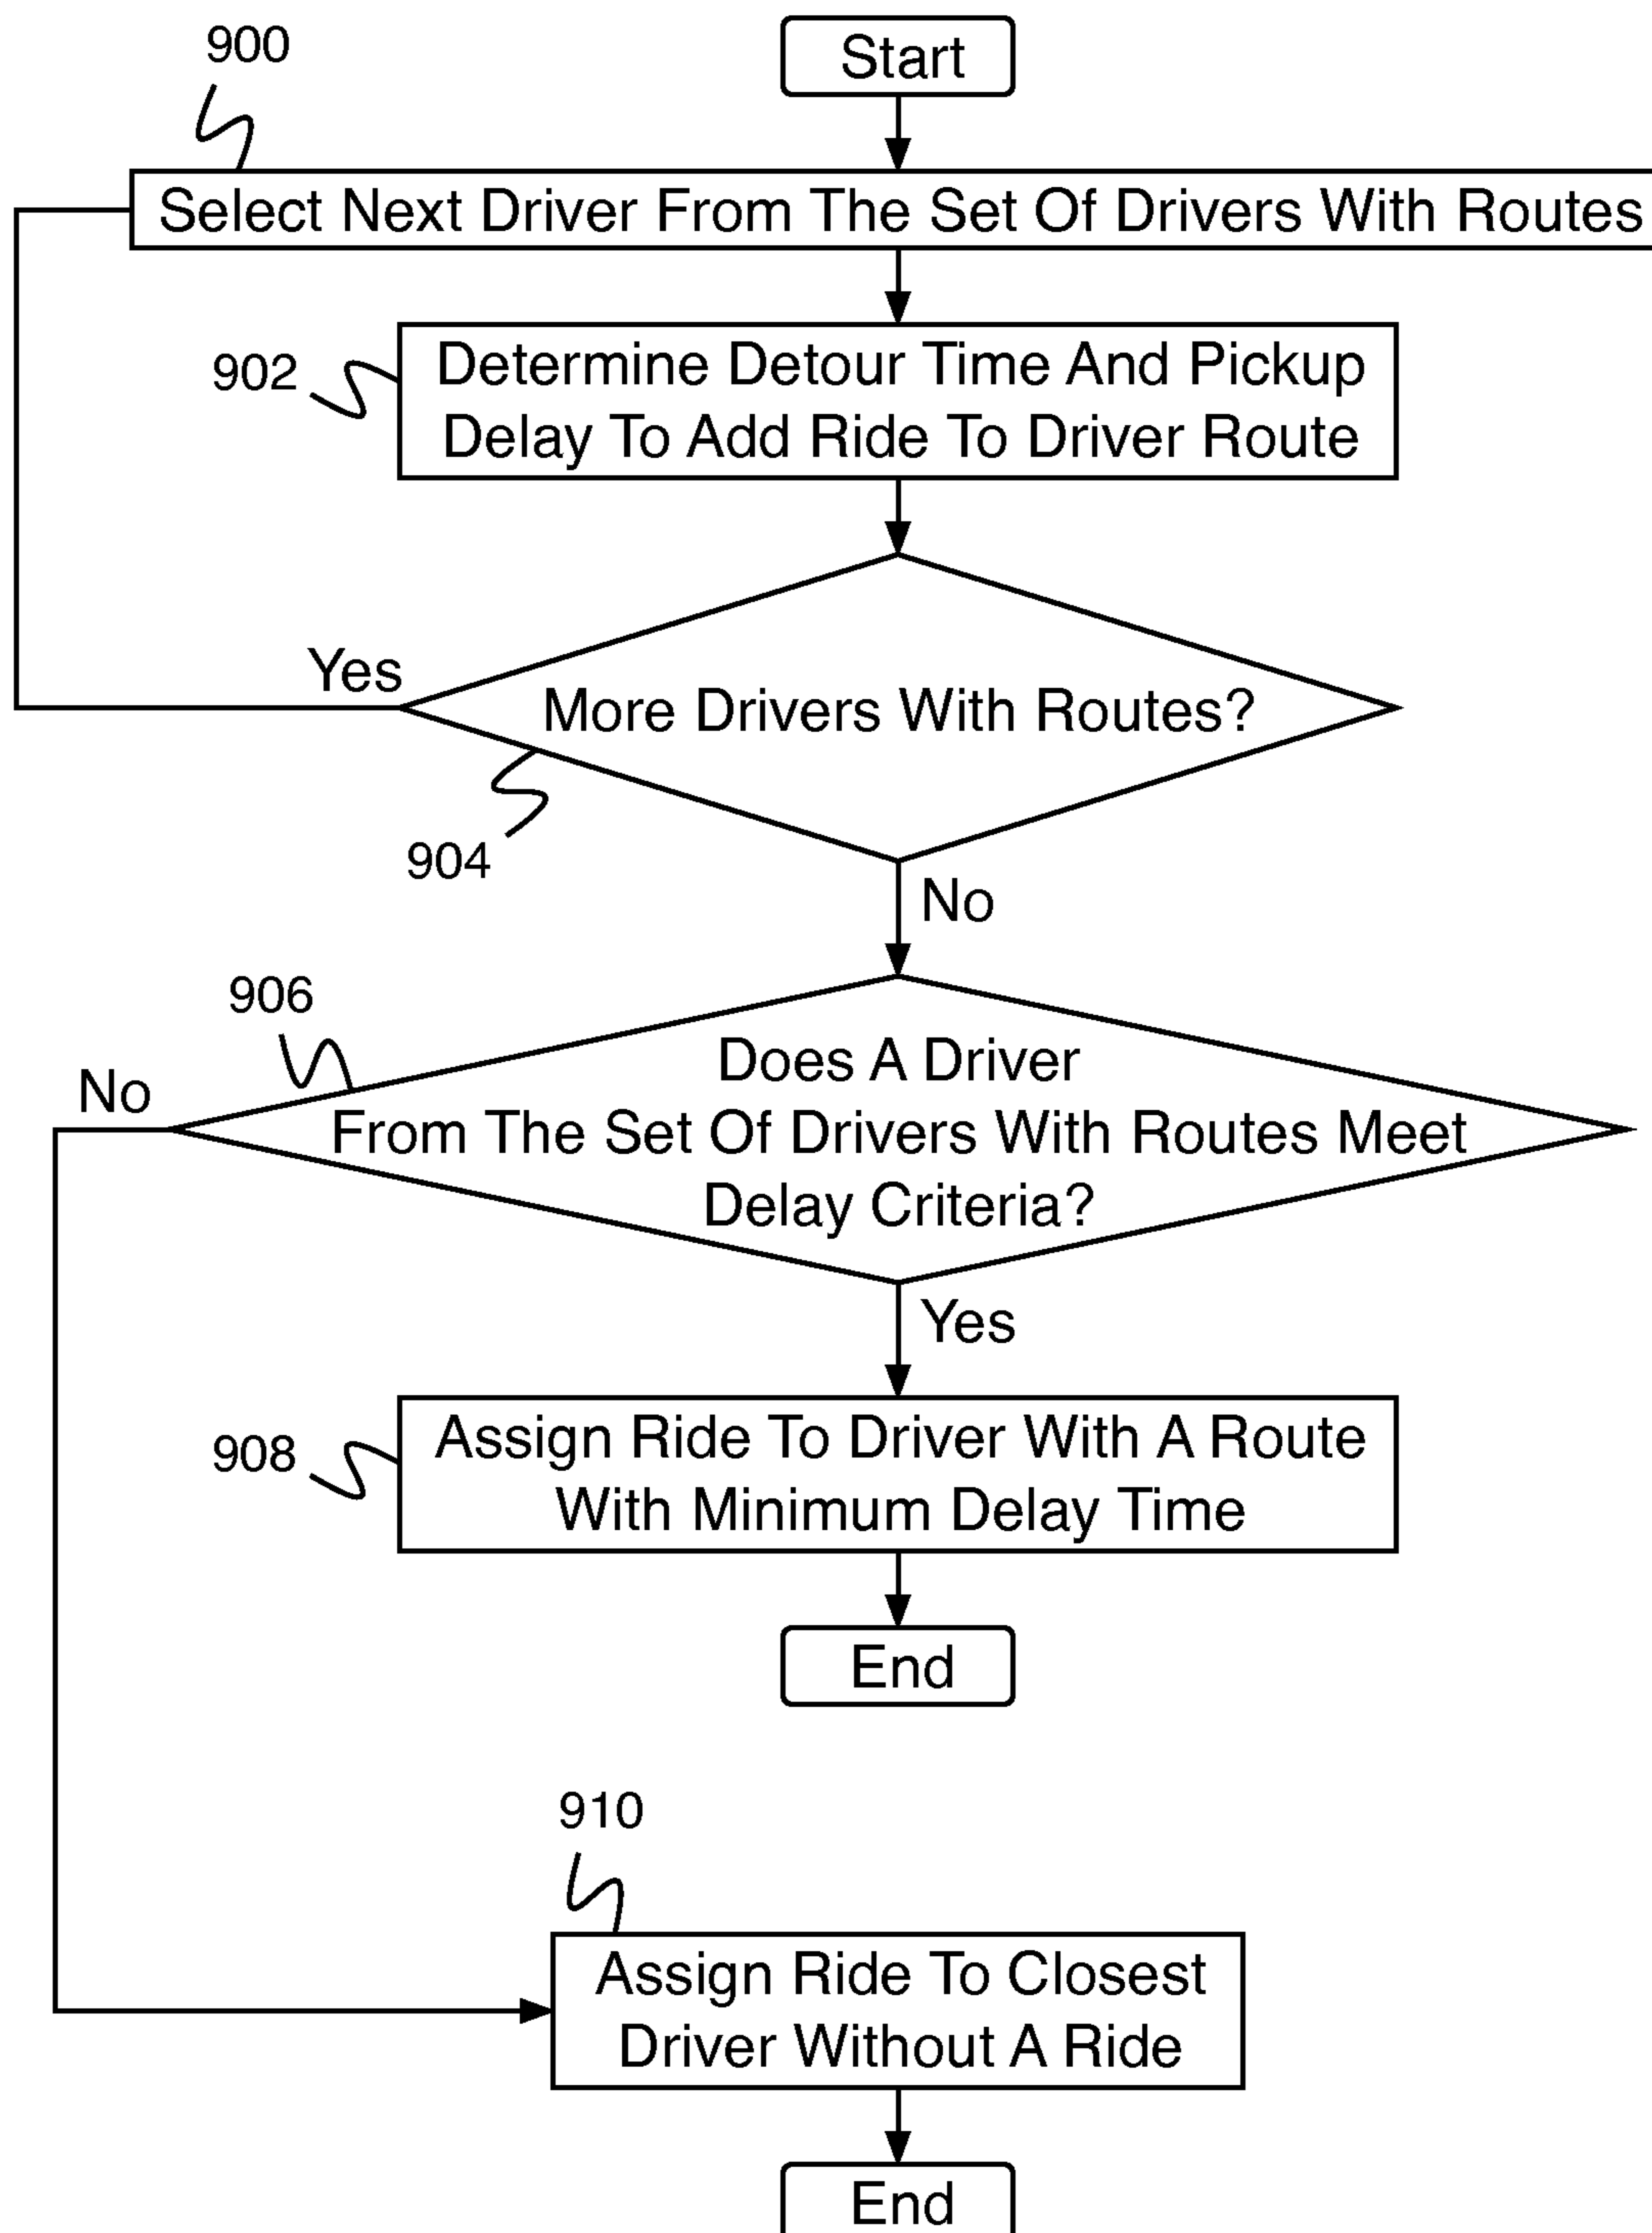 900
Start
Select Next Driver From The Set Of Drivers With Routes
902
Determine Detour Time And Pickup
Delay To Add Ride To Driver Route
Yes
More Drivers With Routes?
904
No
906
No
Does A Driver
From The Set Of Drivers With Routes Meet
Delay Criteria?
Yes
908
Assign Ride To Driver With A Route
With Minimum Delay Time
End
910
Assign Ride To Closest
Driver Without A Ride
End